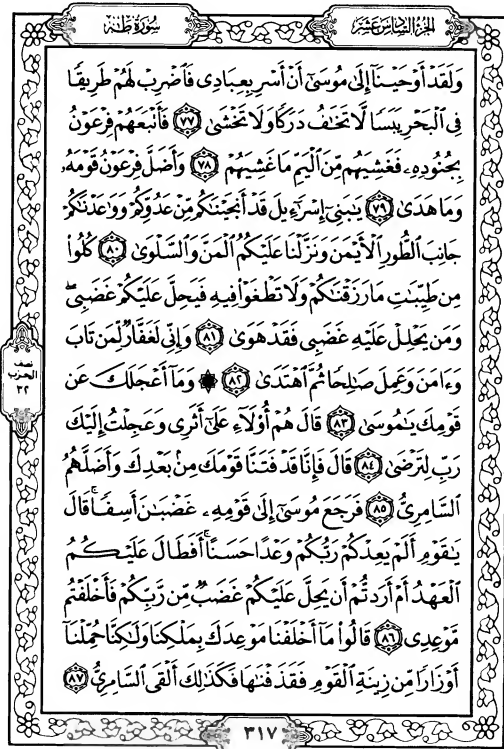 سورة طه
الجزء السادس عشر
وَلَقَدْ أَوْحَيْنَآ إِلَىٰ مُوسَىٰٓ أَنْ أَسْرِ بِعِبَادِى فَٱضْرِبْ لَهُمْ طَرِيقًا
فِى ٱلْبَحْرِ يَبَسًا لَّا تَخَٰفُ دَرَكًا وَلَا تَخْشَىٰ ٧٧ فَأَتْبَعَهُمْ فِرْعَوْنُ
بِجُنُودِهِۦ فَغَشِيَهُم مِّنَ ٱلْيَمِّ مَا غَشِيَهُمْ ٧٨ وَأَضَلَّ فِرْعَوْنُ قَوْمَهُۥ
وَمَا هَدَىٰ ٧٩ يَٰبَنِىٓ إِسْرَٰٓءِيلَ قَدْ أَنجَيْنَٰكُم مِّنْ عَدُوِّكُمْ وَوَٰعَدْنَٰكُمْ
جَانِبَ ٱلطُّورِ ٱلْأَيْمَنَ وَنَزَّلْنَا عَلَيْكُمُ ٱلْمَنَّ وَٱلسَّلْوَىٰ ٨٠ كُلُوا۟
مِن طَيِّبَٰتِ مَا رَزَقْنَٰكُمْ وَلَا تَطْغَوْا۟ فِيهِ فَيَحِلَّ عَلَيْكُمْ غَضَبِى ۖ
وَمَن يَحْلِلْ عَلَيْهِ غَضَبِى فَقَدْ هَوَىٰ ٨١ وَإِنِّى لَغَفَّارٌ لِّمَن تَابَ
وَءَامَنَ وَعَمِلَ صَٰلِحًا ثُمَّ ٱهْتَدَىٰ ٨٢ ۞ وَمَآ أَعْجَلَكَ عَن
قَوْمِكَ يَٰمُوسَىٰ ٨٣ قَالَ هُمْ أُو۟لَآءِ عَلَىٰٓ أَثَرِى وَعَجِلْتُ إِلَيْكَ
رَبِّ لِتَرْضَىٰ ٨٤ قَالَ فَإِنَّا قَدْ فَتَنَّا قَوْمَكَ مِنۢ بَعْدِكَ وَأَضَلَّهُمُ
ٱلسَّامِرِىُّ ٨٥ فَرَجَعَ مُوسَىٰٓ إِلَىٰ قَوْمِهِۦ غَضْبَٰنَ أَسِفًا ۚ قَالَ
يَٰقَوْمِ أَلَمْ يَعِدْكُمْ رَبُّكُمْ وَعْدًا حَسَنًا ۚ أَفَطَالَ عَلَيْكُمُ
ٱلْعَهْدُ أَمْ أَرَدتُّمْ أَن يَحِلَّ عَلَيْكُمْ غَضَبٌ مِّن رَّبِّكُمْ فَأَخْلَفْتُم
مَّوْعِدِى ٨٦ قَالُوا۟ مَآ أَخْلَفْنَا مَوْعِدَكَ بِمَلْكِنَا وَلَٰكِنَّا حُمِّلْنَآ
أَوْزَارًا مِّن زِينَةِ ٱلْقَوْمِ فَقَذَفْنَٰهَا فَكَذَٰلِكَ أَلْقَى ٱلسَّامِرِىُّ ٨٧
نصف
الحزب
٣٢
٣١٧